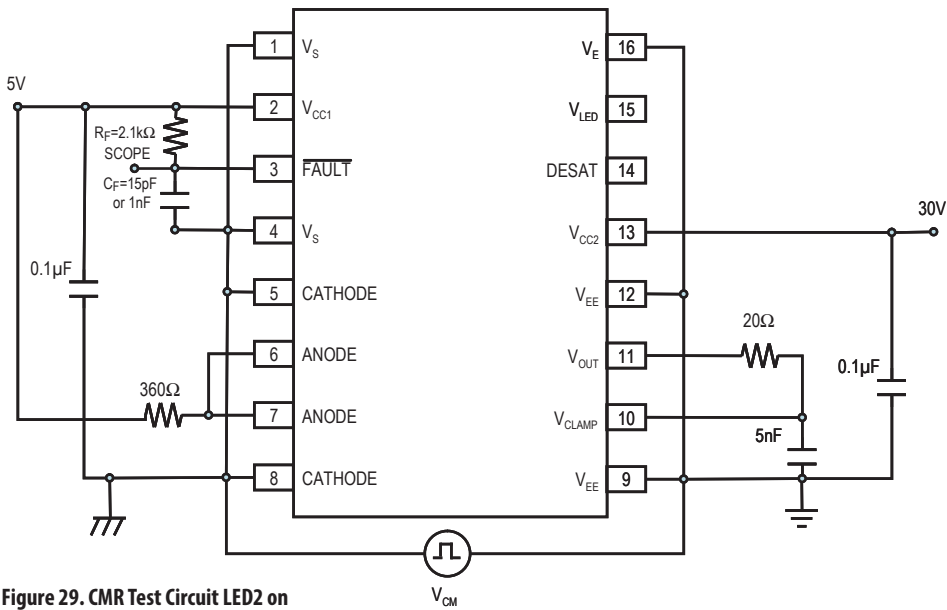 5V
R_F=2.1kΩ
SCOPE
C_F=15pF
or 1nF
0.1µF
360Ω
1 V_S
2 V_CC1
3 FAULT
4 V_S
5 CATHODE
6 ANODE
7 ANODE
8 CATHODE
V_E 16
V_LED 15
DESAT 14
V_CC2 13
V_EE 12
V_OUT 11
V_CLAMP 10
V_EE 9
30V
20Ω
0.1µF
5nF
V_CM
Figure 29. CMR Test Circuit LED2 on